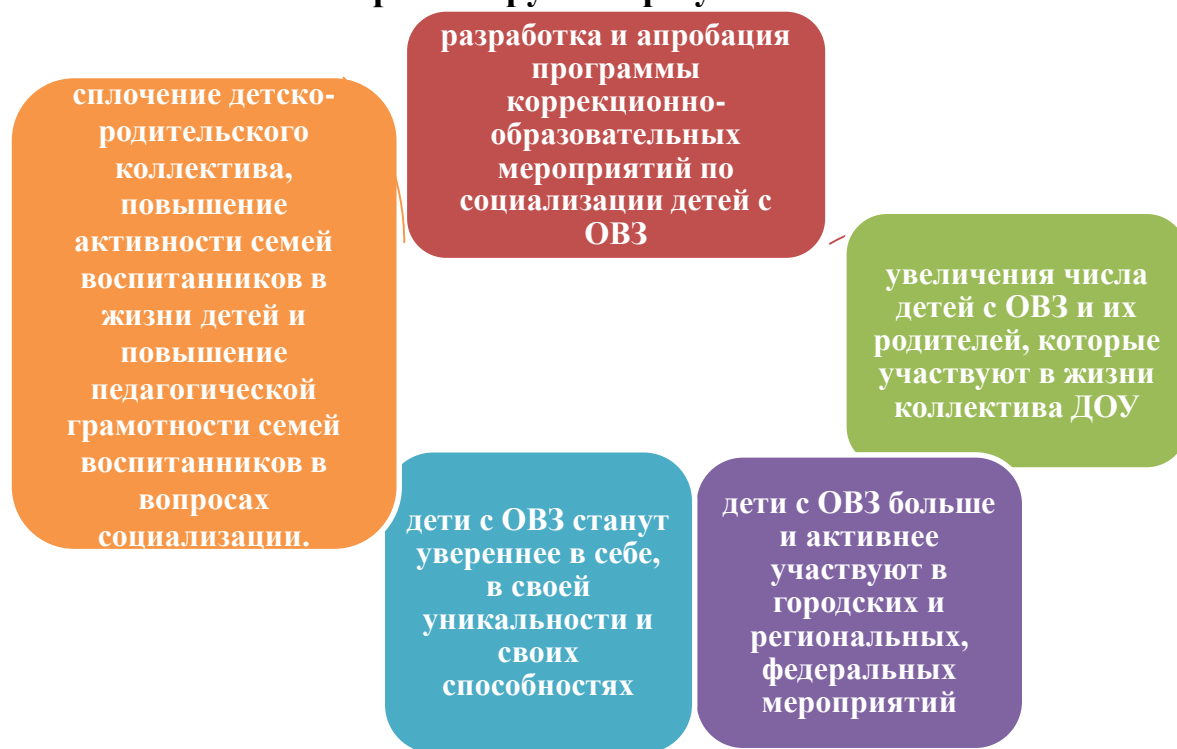 разработка и апробация
программы
коррекционно-
образовательных
мероприятий по
социализации детей с
ОВЗ
увеличения числа
детей с ОВЗ и их
родителей, которые
участвуют в жизни
коллектива ДОУ
дети с ОВЗ больше
и активнее
участвуют в
городских и
региональных,
федеральных
мероприятий
дети с ОВЗ станут
увереннее в себе,
в своей
уникальности и
своих
способностях
сплочение детско-
родительского
коллектива,
повышение
активности семей
воспитанников в
жизни детей и
повышение
педагогической
грамотности семей
воспитанников в
вопросах
социализации.